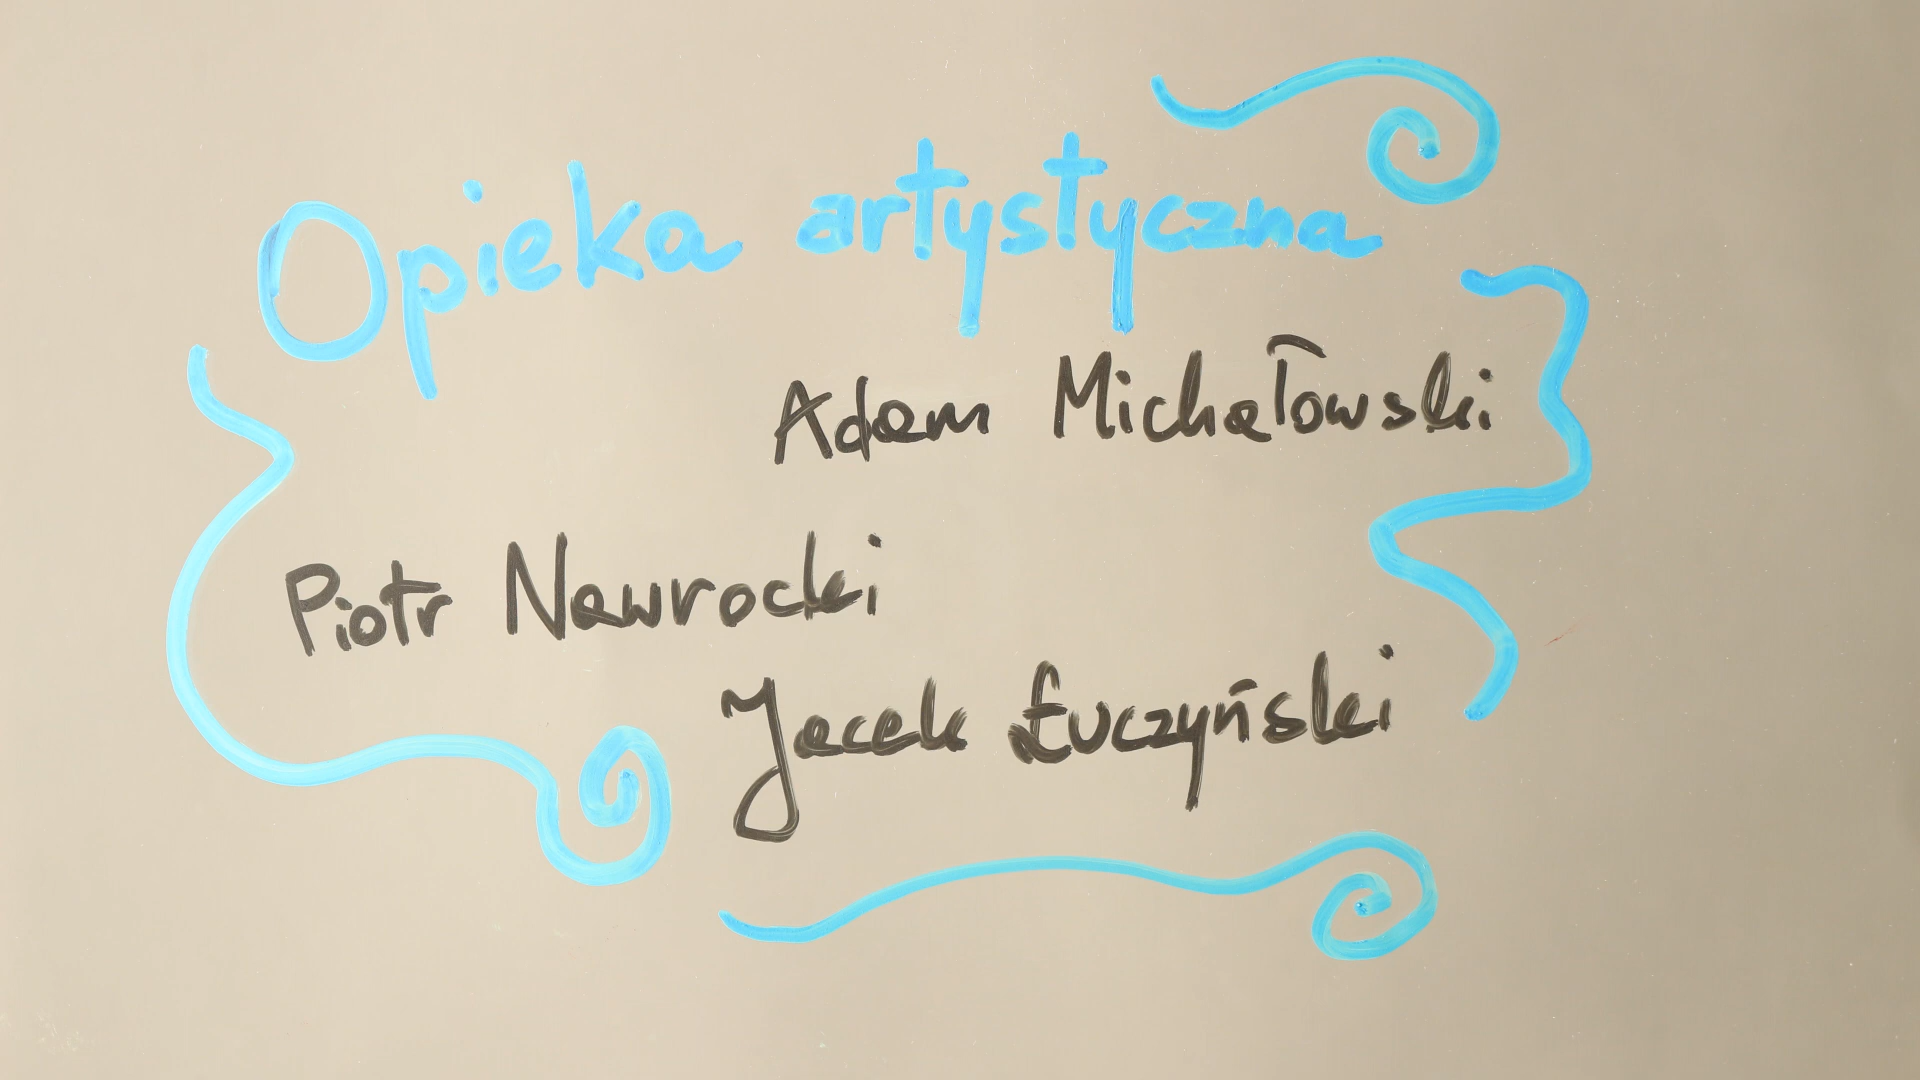 Opieka artystyczna
Adam Michałowski
Piotr Nawrocki
Jacek Łuczyński